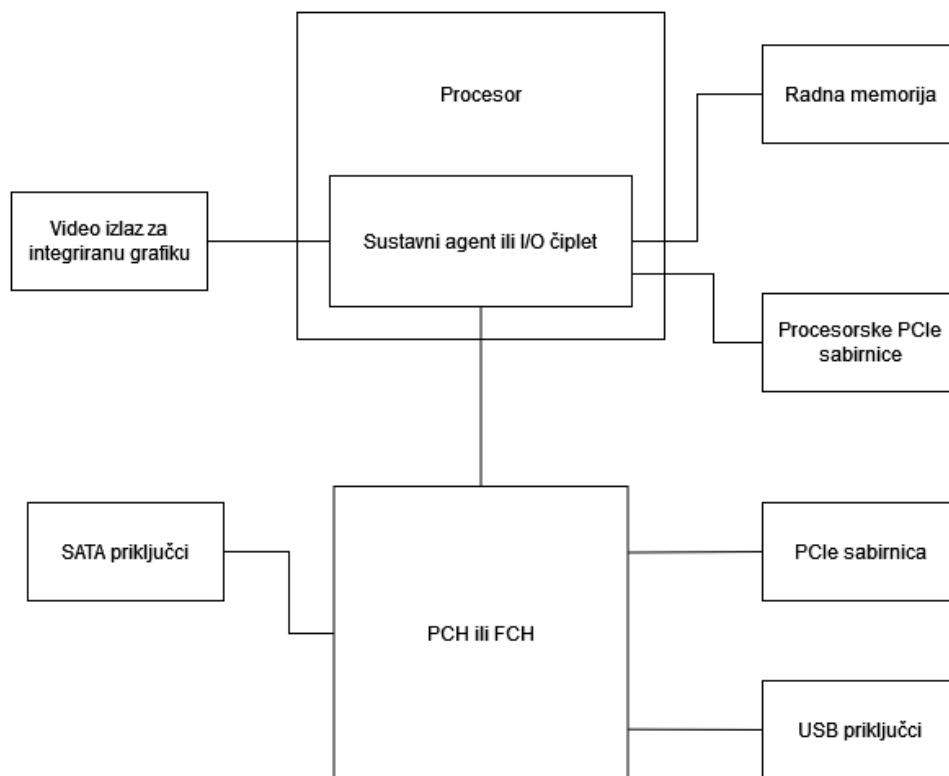 Procesor
Radna memorija
Video izlaz za
integriranu grafiku
Sustavni agent ili I/O čiplet
Procesorske PCIe
sabirnice
SATA priključci
PCH ili FCH
PCIe sabirnica
USB priključci